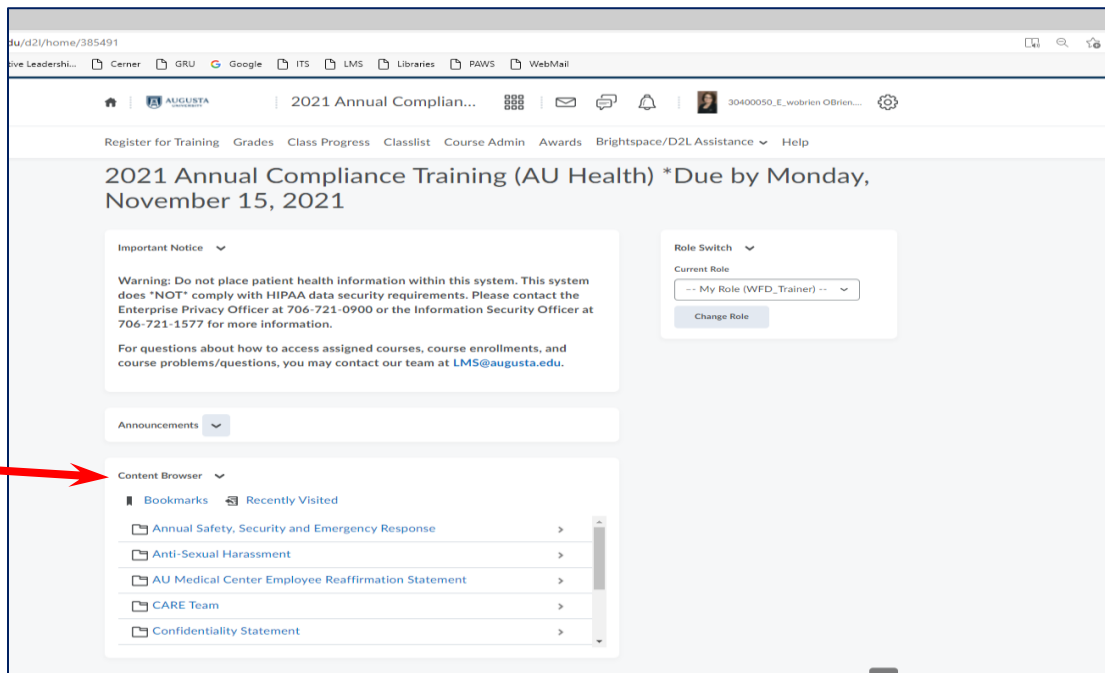 du/d2l/home/385491
tive Leadershi... Cerner GRU Google ITS LMS Libraries PAWS WebMail
AUGUSTA UNIVERSITY 2021 Annual Complian... 30400050_E_wobrien OBrien....
Register for Training Grades Class Progress Classlist Course Admin Awards Brightspace/D2L Assistance Help
2021 Annual Compliance Training (AU Health) *Due by Monday,
November 15, 2021
Important Notice
Warning: Do not place patient health information within this system. This system
does *NOT* comply with HIPAA data security requirements. Please contact the
Enterprise Privacy Officer at 706-721-0900 or the Information Security Officer at
706-721-1577 for more information.
For questions about how to access assigned courses, course enrollments, and
course problems/questions, you may contact our team at LMS@augusta.edu.
Role Switch
Current Role
-- My Role (WFD_Trainer) --
Change Role
Announcements
Content Browser
Bookmarks Recently Visited
Annual Safety, Security and Emergency Response
Anti-Sexual Harassment
AU Medical Center Employee Reaffirmation Statement
CARE Team
Confidentiality Statement